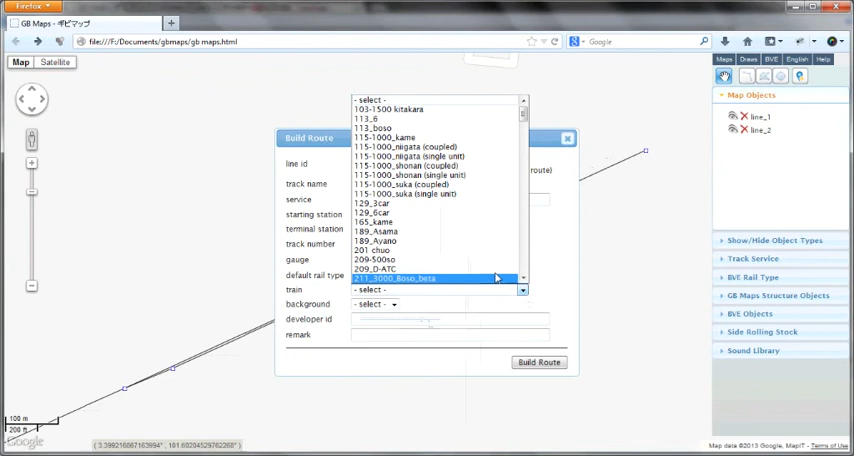 Firefox
GB Maps - ギビマップ
file:///F:/Documents/gbmaps/gb maps.html
Google
Map
Satellite
Maps
Draws
BVE
English
Help
Map Objects
line_1
line_2
Show/Hide Object Types
Track Service
BVE Rail Type
GB Maps Structure Objects
BVE Objects
Side Rolling Stock
Sound Library
Build Route
line id
route)
track name
service
starting station
terminal station
track number
gauge
default rail type
train
- select -
background
- select -
developer id
remark
Build Route
- select -
103-1500 kitakara
113_6
113_boso
115-1000_kame
115-1000_niigata (coupled)
115-1000_niigata (single unit)
115-1000_shonan (coupled)
115-1000_shonan (single unit)
115-1000_suka (coupled)
115-1000_suka (single unit)
129_3car
129_6car
165_kame
189_Asama
189_Ayano
201 chuo
209-500so
209_D-ATC
211_3000_Boso_beta
100 m
200 ft
Google
Map data ©2013 Google, MapIT - Terms of Use